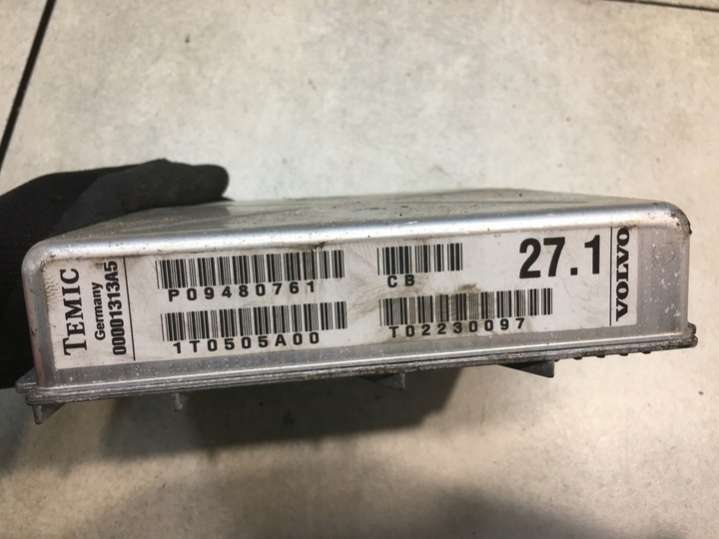 TEMIC
Germany
00001313A5
P09480761
1T0505A00
CB
T02230097
27.1
VOLVO